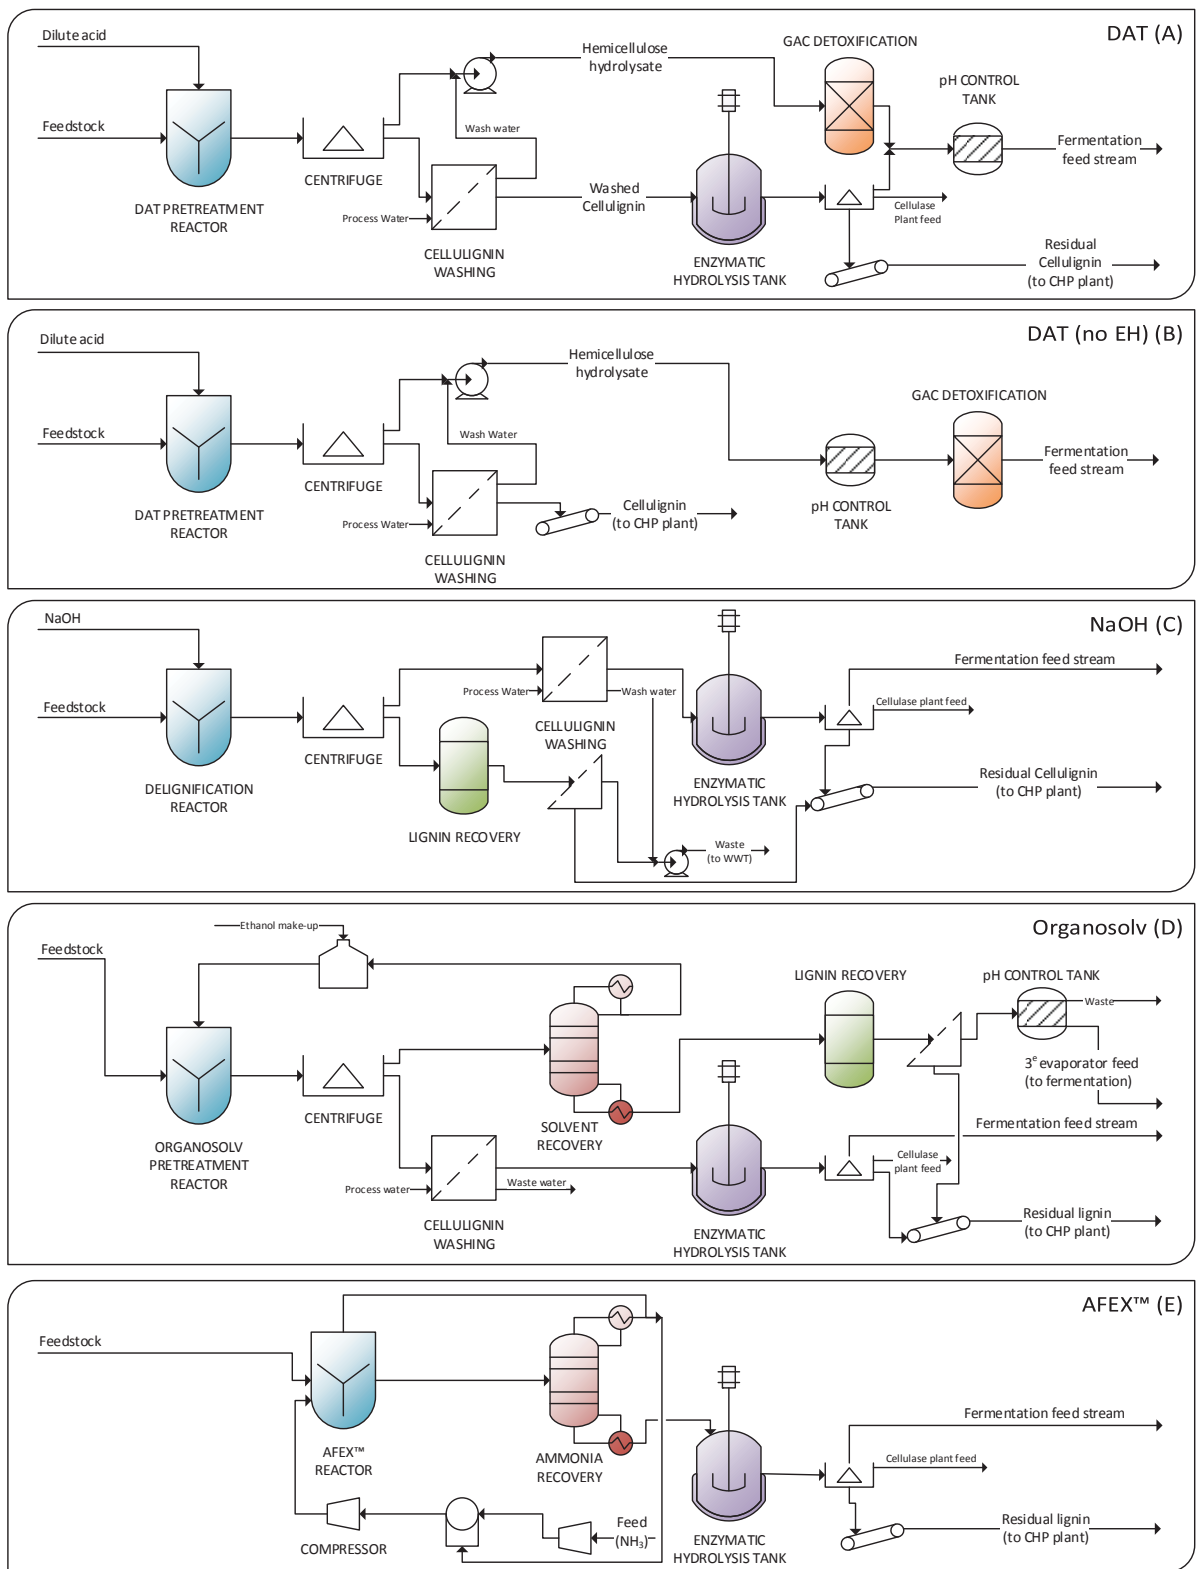 DAT (A)
Dilute acid
Feedstock
DAT PRETREATMENT
REACTOR
CENTRIFUGE
Wash water
Process Water
CELLULIGNIN
WASHING
Hemicellulose
hydrolysate
Washed
Cellulignin
ENZYMATIC
HYDROLYSIS TANK
GAC DETOXIFICATION
pH CONTROL
TANK
Fermentation
feed stream
Cellulase
Plant feed
Residual
Cellulignin
(to CHP plant)
DAT (no EH) (B)
Dilute acid
Feedstock
DAT PRETREATMENT
REACTOR
CENTRIFUGE
Wash Water
Process Water
CELLULIGNIN
WASHING
Hemicellulose
hydrolysate
Cellulignin
(to CHP plant)
pH CONTROL
TANK
GAC DETOXIFICATION
Fermentation
feed stream
NaOH (C)
NaOH
Feedstock
DELIGNIFICATION
REACTOR
CENTRIFUGE
LIGNIN RECOVERY
Process Water
Wash water
CELLULIGNIN
WASHING
Waste
(to WWT)
ENZYMATIC
HYDROLYSIS TANK
Fermentation feed stream
Cellulase plant feed
Residual Cellulignin
(to CHP plant)
Organosolv (D)
Ethanol make-up
Feedstock
ORGANOSOLV
PRETREATMENT
REACTOR
CENTRIFUGE
Process water
Waste water
CELLULIGNIN
WASHING
SOLVENT
RECOVERY
ENZYMATIC
HYDROLYSIS TANK
LIGNIN RECOVERY
pH CONTROL TANK
Waste
3e evaporator feed
(to fermentation)
Fermentation feed stream
Cellulase
plant feed
Residual lignin
(to CHP plant)
AFEX™ (E)
Feedstock
AFEX™
REACTOR
COMPRESSOR
AMMONIA
RECOVERY
Feed
(NH₃)
ENZYMATIC
HYDROLYSIS TANK
Fermentation feed stream
Cellulase plant feed
Residual lignin
(to CHP plant)